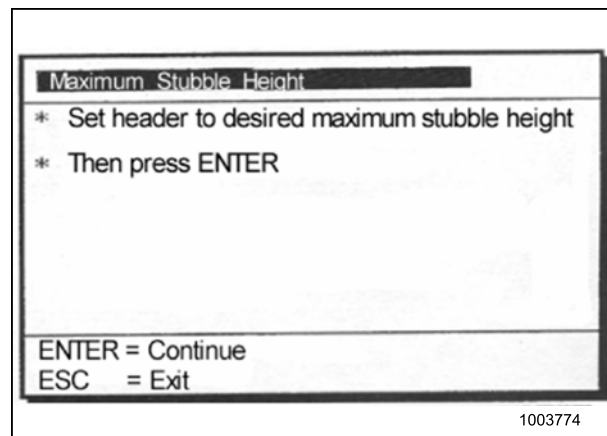 Maximum Stubble Height
* Set header to desired maximum stubble height
* Then press ENTER
ENTER = Continue
ESC = Exit
1003774